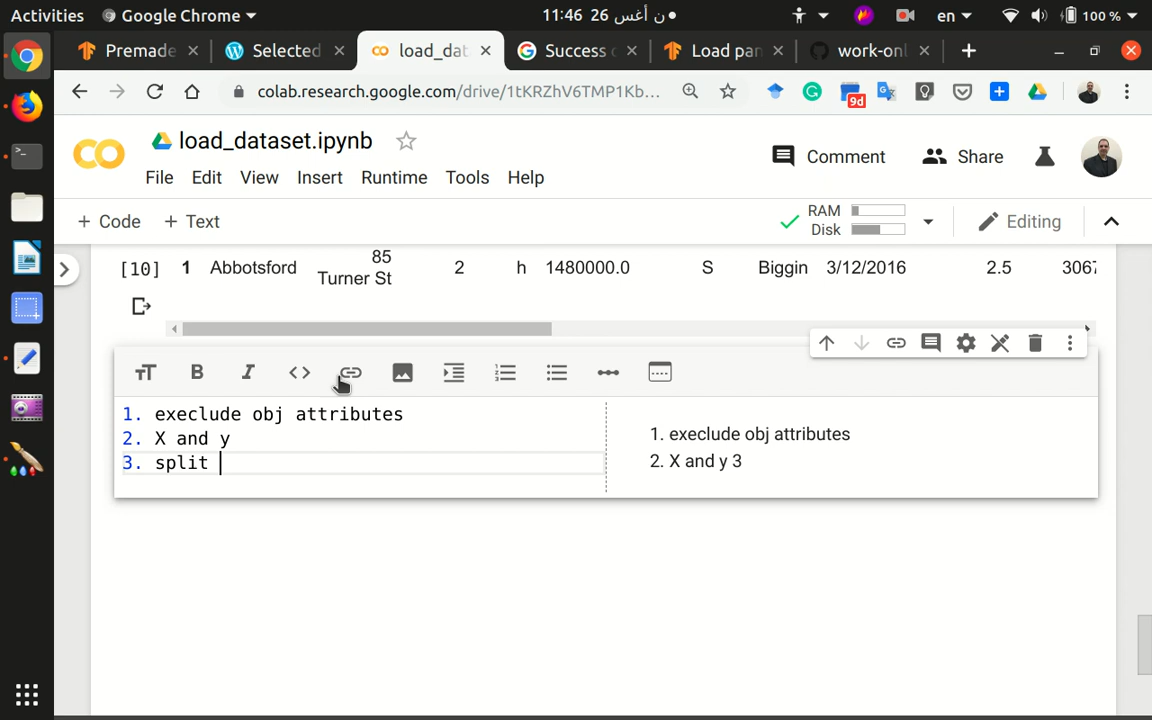 Activities Google Chrome 11:46 26 ن أغس en 100 %
Premade Selected load_dat Success Load pan work-onl
colab.research.google.com/drive/1tKRZhV6TMP1Kb... 9d
load_dataset.ipynb
Comment Share
File Edit View Insert Runtime Tools Help
+ Code + Text
RAM
Disk
Editing
[10] 1 Abbotsford 85 Turner St 2 h 1480000.0 S Biggin 3/12/2016 2.5 3067
1. execlude obj attributes
2. X and y
3. split
1. execlude obj attributes
2. X and y 3